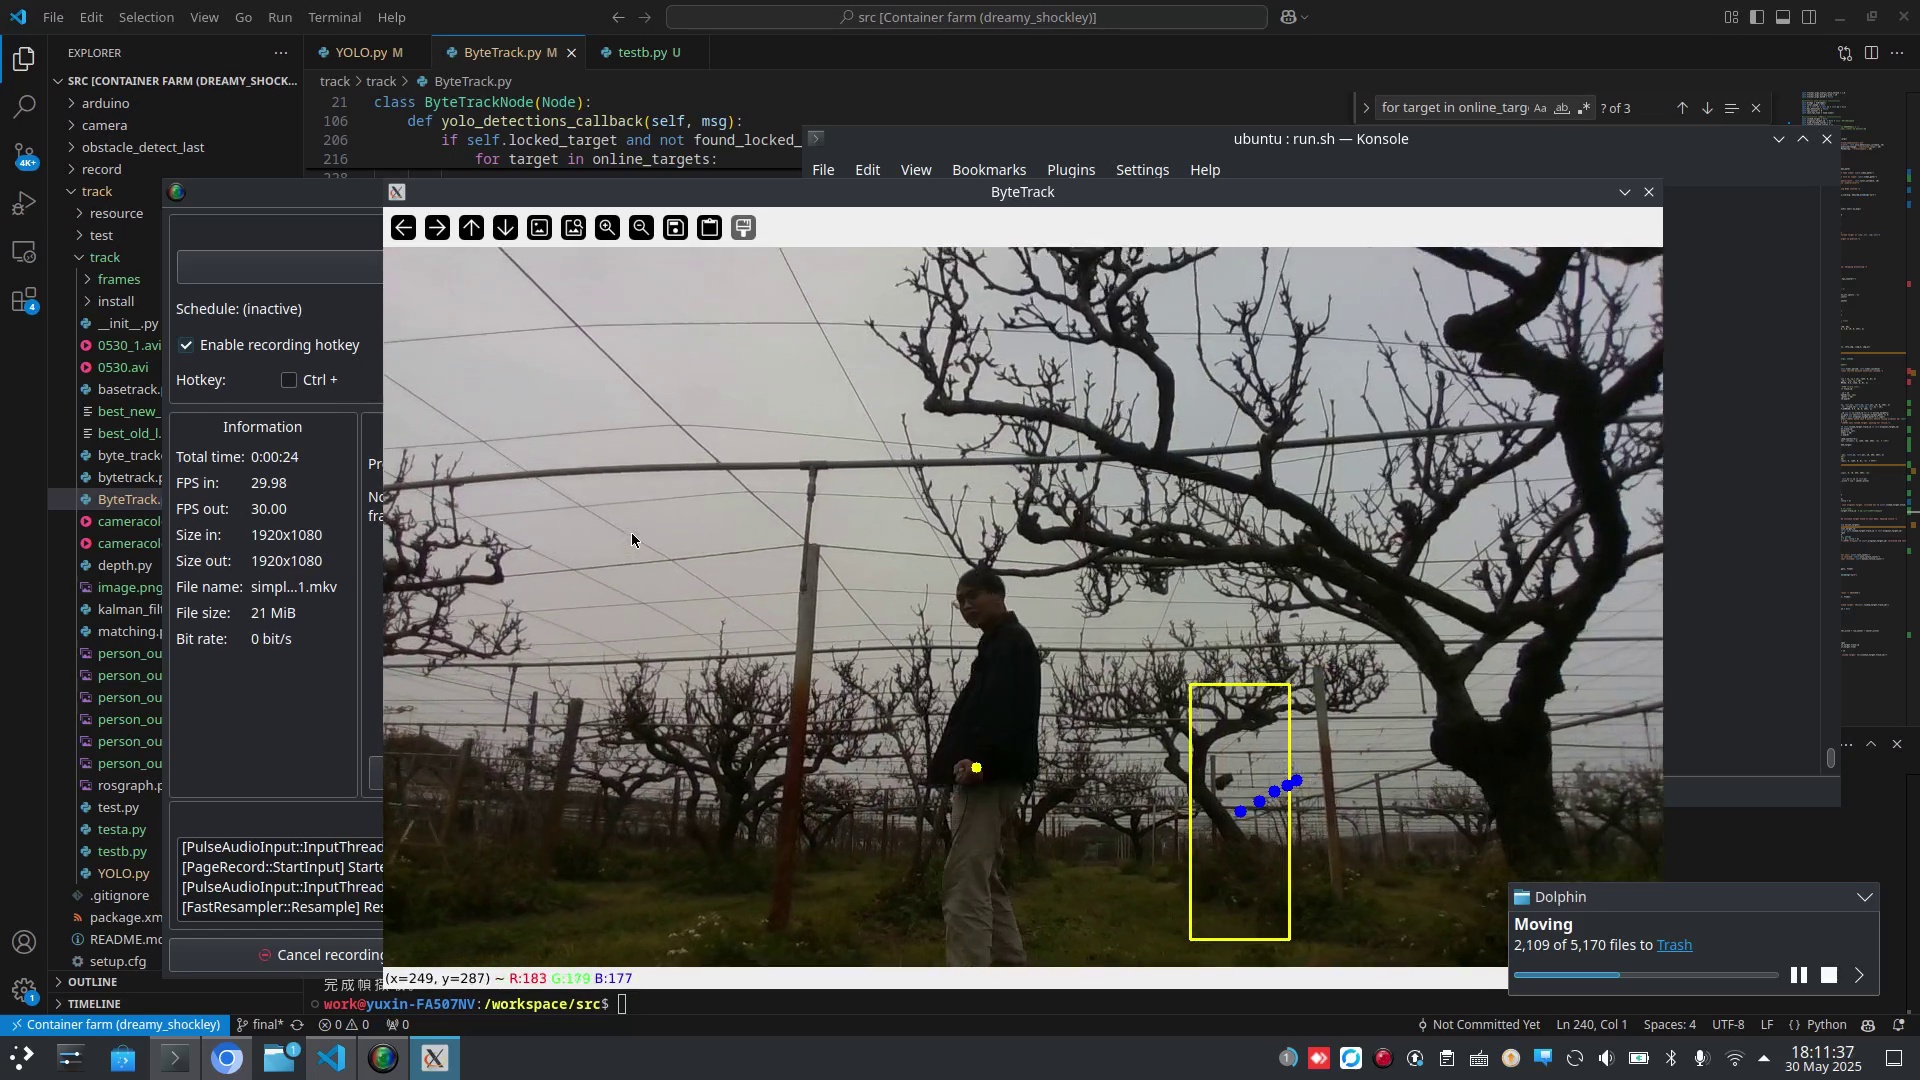 File Edit Selection View Go Run Terminal Help
src [Container farm (dreamy_shockley)]
EXPLORER
YOLO.py M
ByteTrack.py M
testb.py U
SRC [CONTAINER FARM (DREAMY_SHOCK...
track > track > ByteTrack.py
arduino
camera
obstacle_detect_last
record
track
resource
test
track
frames
install
__init__.py
0530_1.avi
0530.avi
basetrack.
best_new_
best_old_l.
byte_track
bytetrack.p
ByteTrack.
cameracol
cameracol
depth.py
image.png
kalman_filt
matching.p
person_ou
person_ou
person_ou
person_ou
person_ou
person_ou
rosgraph.p
test.py
testa.py
testb.py
YOLO.py
.gitignore
package.xm
README.md
setup.cfg
OUTLINE
TIMELINE
4K+
4
1
21 class ByteTrackNode(Node):
106 def yolo_detections_callback(self, msg):
206 if self.locked_target and not found_locked_
216 for target in online_targets:
for target in online_targ
Aa ab .*
? of 3
ubuntu : run.sh — Konsole
File Edit View Bookmarks Plugins Settings Help
ByteTrack
Schedule: (inactive)
Enable recording hotkey
Hotkey: Ctrl +
Information
Total time: 0:00:24
FPS in: 29.98
FPS out: 30.00
Size in: 1920x1080
Size out: 1920x1080
File name: simpl...1.mkv
File size: 21 MiB
Bit rate: 0 bit/s
[PulseAudioInput::InputThread
[PageRecord::StartInput] Starte
[PulseAudioInput::InputThread
[FastResampler::Resample] Res
Cancel recording
(x=249, y=287) ~ R:183 G:179 B:177
work@yuxin-FA507NV:/workspace/src$
Dolphin
Moving
2,109 of 5,170 files to Trash
Container farm (dreamy_shockley)
final*
0 0
0
Not Committed Yet
Ln 240, Col 1
Spaces: 4
UTF-8
LF
{} Python
1
1
18:11:37
30 May 2025